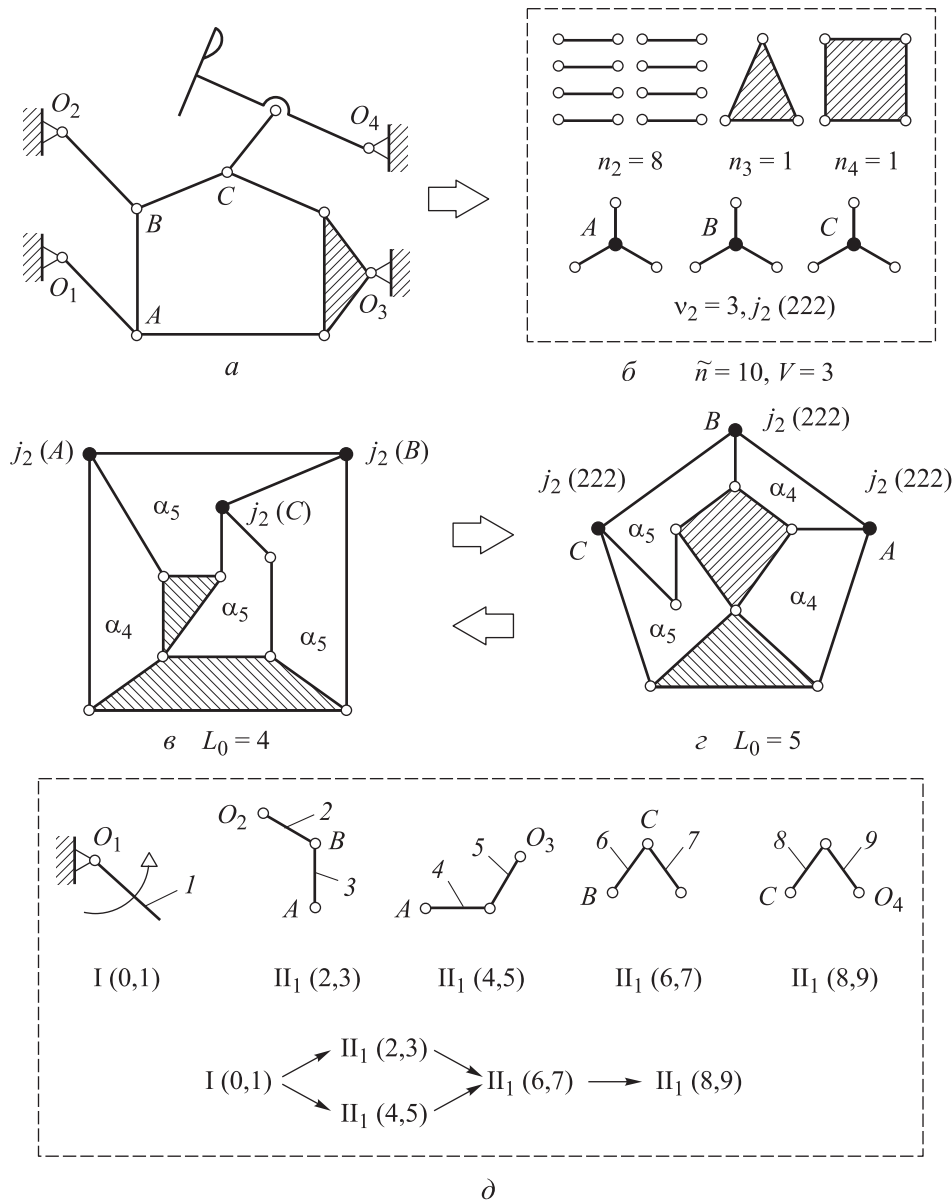 O₂
O₄
B
C
O₁
A
O₃
а
n₂ = 8
n₃ = 1
n₄ = 1
A
B
C
ν₂ = 3, j₂ (222)
б ñ = 10, V = 3
j₂ (A)
j₂ (B)
α₅
j₂ (C)
α₄
α₅
α₅
в L₀ = 4
B
j₂ (222)
j₂ (222)
j₂ (222)
α₄
α₅
C
A
α₄
α₅
г L₀ = 5
O₁
1
O₂
2
B
3
A
A
4
5
O₃
C
6
7
B
8
9
C
O₄
I (0,1)
II₁ (2,3)
II₁ (4,5)
II₁ (6,7)
II₁ (8,9)
II₁ (2,3)
I (0,1)
II₁ (6,7)
II₁ (8,9)
II₁ (4,5)
д